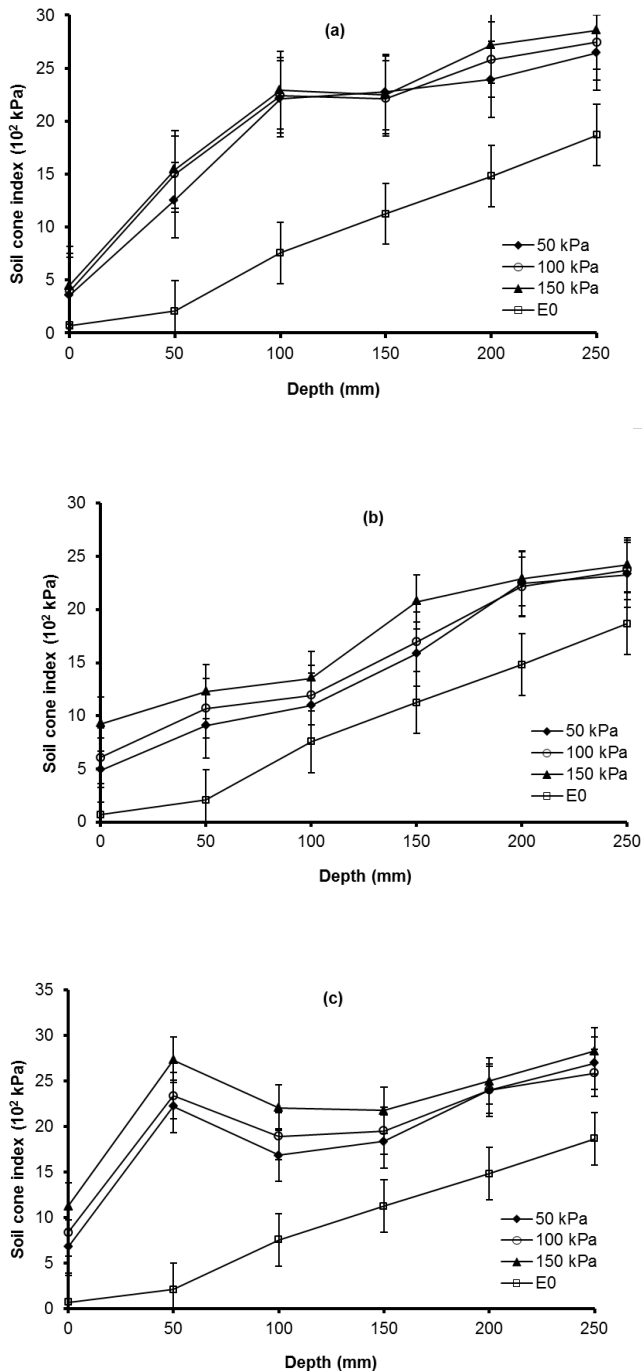 (a)
Soil cone index (10² kPa)
30
25
20
15
10
5
0
50 kPa
100 kPa
150 kPa
E0
0 50 100 150 200 250
Depth (mm)
(b)
Soil cone index (10² kPa)
30
25
20
15
10
5
0
50 kPa
100 kPa
150 kPa
E0
0 50 100 150 200 250
Depth (mm)
(c)
Soil cone index (10² kPa)
35
30
25
20
15
10
5
0
50 kPa
100 kPa
150 kPa
E0
0 50 100 150 200 250
Depth (mm)